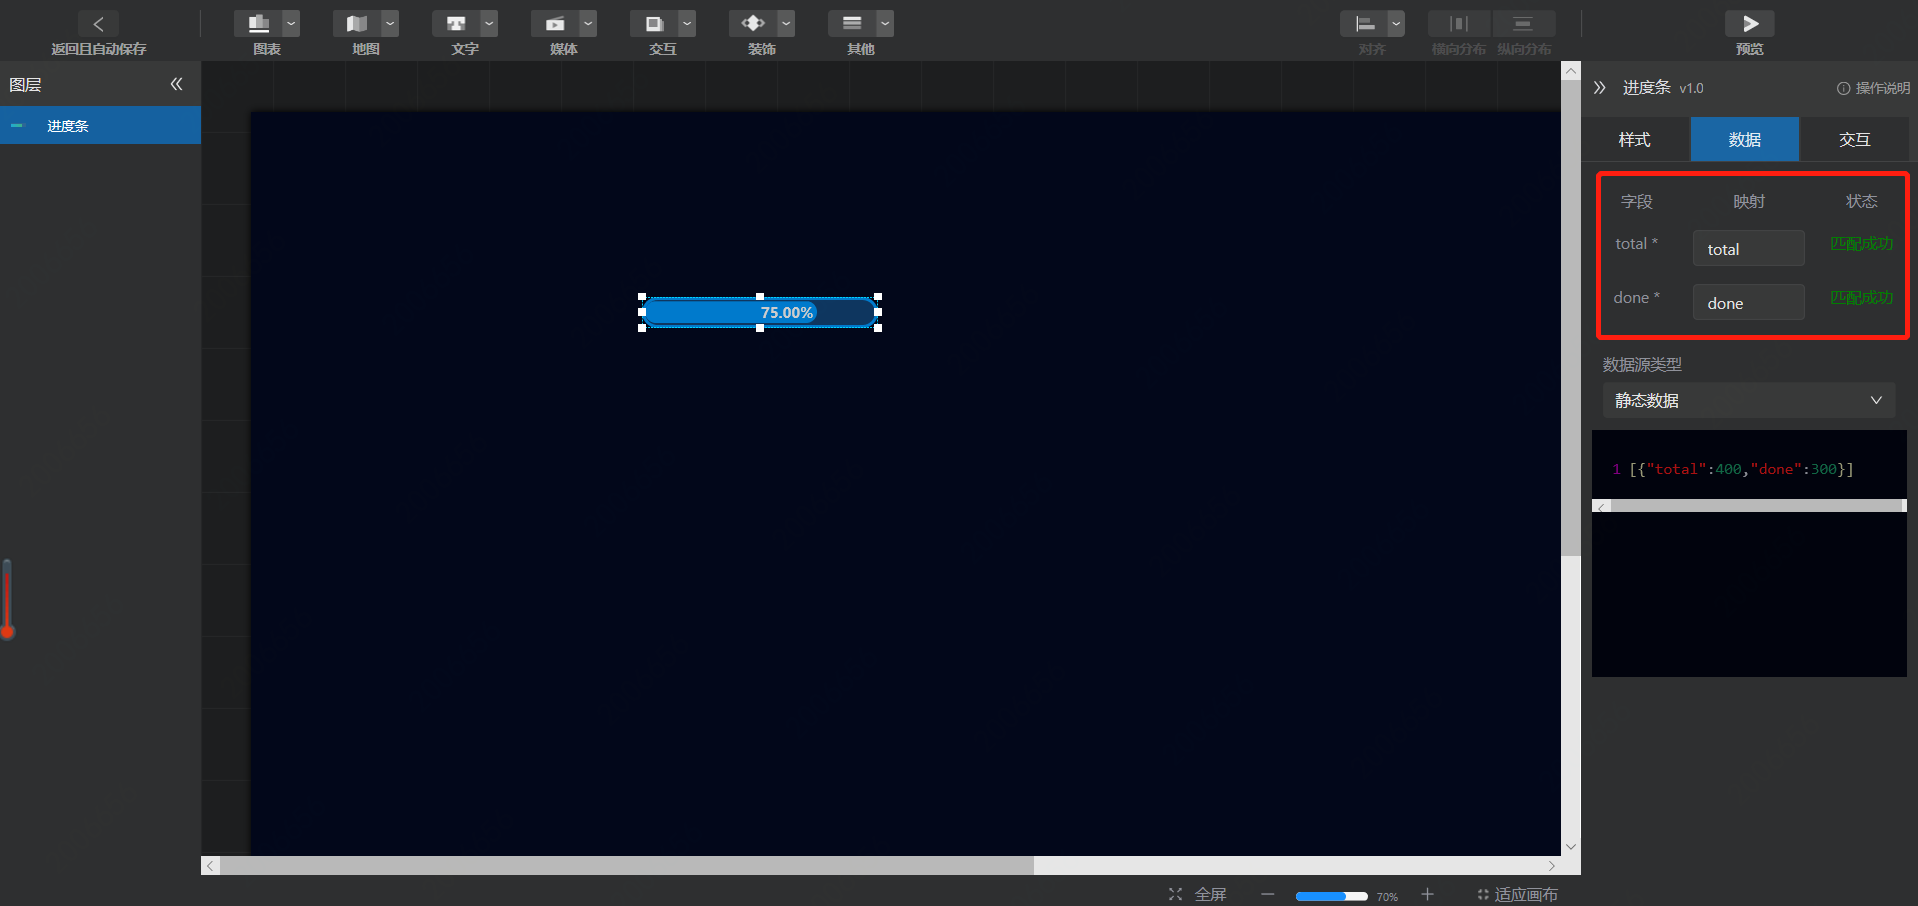 返回且自动保存
图表
地图
文字
媒体
交互
装饰
其他
对齐
横向分布
纵向分布
预览
图层
进度条
75.00%
进度条 v1.0
操作说明
样式 数据 交互
字段 映射 状态
total * total 匹配成功
done * done 匹配成功
数据源类型
静态数据
1 [{"total":400,"done":300}]
全屏
70%
适应画布